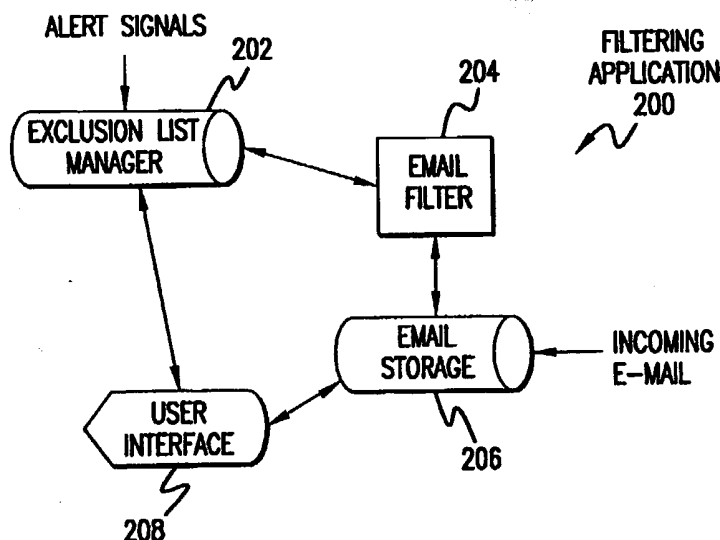 ALERT SIGNALS
202
EXCLUSION LIST
MANAGER
204
EMAIL
FILTER
FILTERING
APPLICATION
200
EMAIL
STORAGE
206
INCOMING
E-MAIL
USER
INTERFACE
208